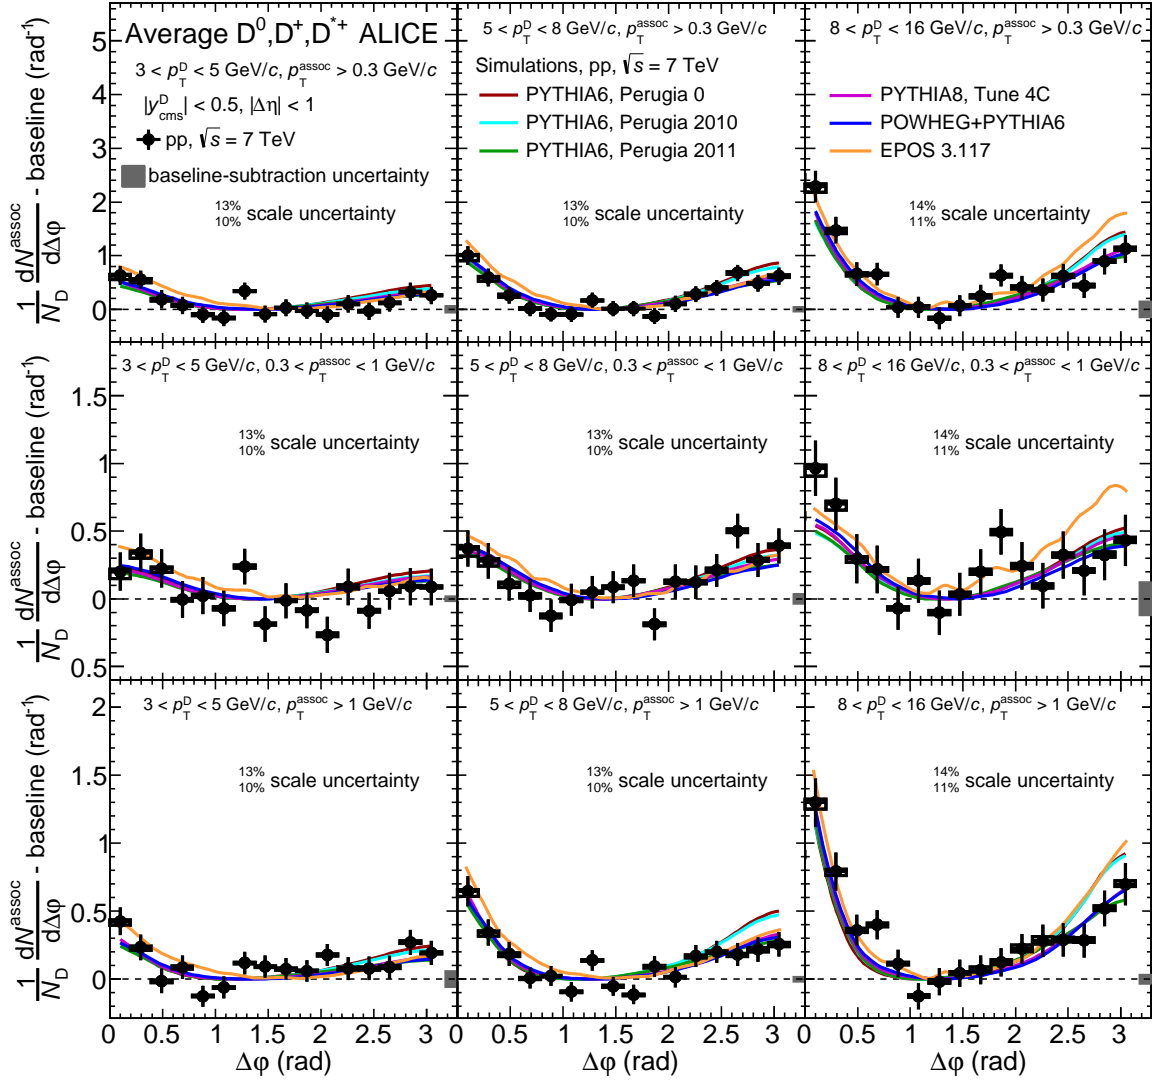 Average D⁰,D⁺,D*⁺ ALICE
3 < p_T^D < 5 GeV/c, p_T^assoc > 0.3 GeV/c
|y_cms^D| < 0.5, |Δη| < 1
pp, √s = 7 TeV
baseline-subtraction uncertainty
13%
10% scale uncertainty
5 < p_T^D < 8 GeV/c, p_T^assoc > 0.3 GeV/c
Simulations, pp, √s = 7 TeV
PYTHIA6, Perugia 0
PYTHIA6, Perugia 2010
PYTHIA6, Perugia 2011
13%
10% scale uncertainty
8 < p_T^D < 16 GeV/c, p_T^assoc > 0.3 GeV/c
PYTHIA8, Tune 4C
POWHEG+PYTHIA6
EPOS 3.117
14%
11% scale uncertainty
1/N_D dN^assoc/dΔφ - baseline (rad⁻¹)
5
4
3
2
1
0
3 < p_T^D < 5 GeV/c, 0.3 < p_T^assoc < 1 GeV/c
13%
10% scale uncertainty
5 < p_T^D < 8 GeV/c, 0.3 < p_T^assoc < 1 GeV/c
13%
10% scale uncertainty
8 < p_T^D < 16 GeV/c, 0.3 < p_T^assoc < 1 GeV/c
14%
11% scale uncertainty
1/N_D dN^assoc/dΔφ - baseline (rad⁻¹)
1.5
1
0.5
0
0.5
3 < p_T^D < 5 GeV/c, p_T^assoc > 1 GeV/c
13%
10% scale uncertainty
5 < p_T^D < 8 GeV/c, p_T^assoc > 1 GeV/c
13%
10% scale uncertainty
8 < p_T^D < 16 GeV/c, p_T^assoc > 1 GeV/c
14%
11% scale uncertainty
1/N_D dN^assoc/dΔφ - baseline (rad⁻¹)
2
1.5
1
0.5
0
0 0.5 1 1.5 2 2.5 3
0 0.5 1 1.5 2 2.5 3
0 0.5 1 1.5 2 2.5 3
Δφ (rad)
Δφ (rad)
Δφ (rad)